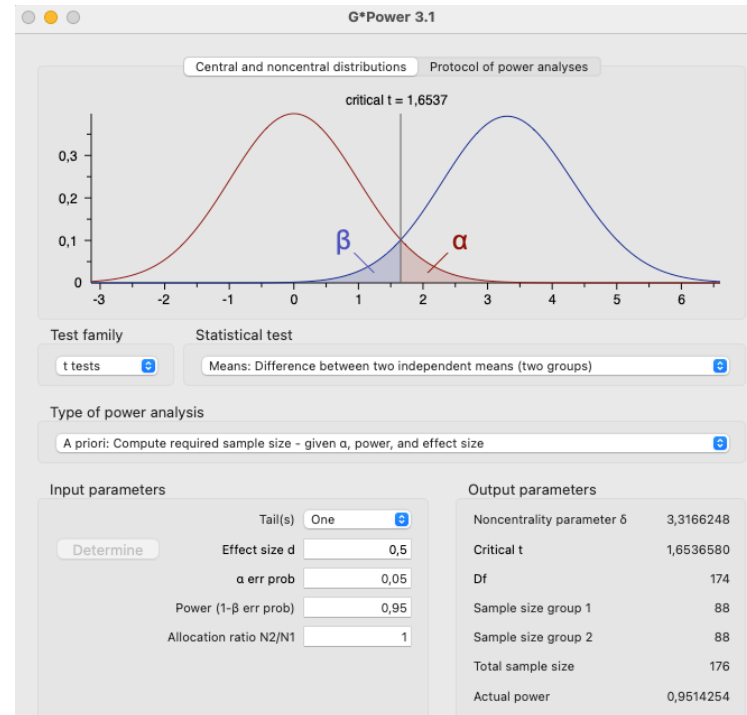 G*Power 3.1
Central and noncentral distributions Protocol of power analyses
critical t = 1,6537
0,3
0,2
β α
0,1
0
-3 -2 -1 0 1 2 3 4 5 6
Test family Statistical test
t tests Means: Difference between two independent means (two groups)
Type of power analysis
A priori: Compute required sample size – given α, power, and effect size
Input parameters Output parameters
Tail(s) One Noncentrality parameter δ 3,3166248
Determine Effect size d 0,5 Critical t 1,6536580
α err prob 0,05 Df 174
Power (1-β err prob) 0,95 Sample size group 1 88
Allocation ratio N2/N1 1 Sample size group 2 88
Total sample size 176
Actual power 0,9514254